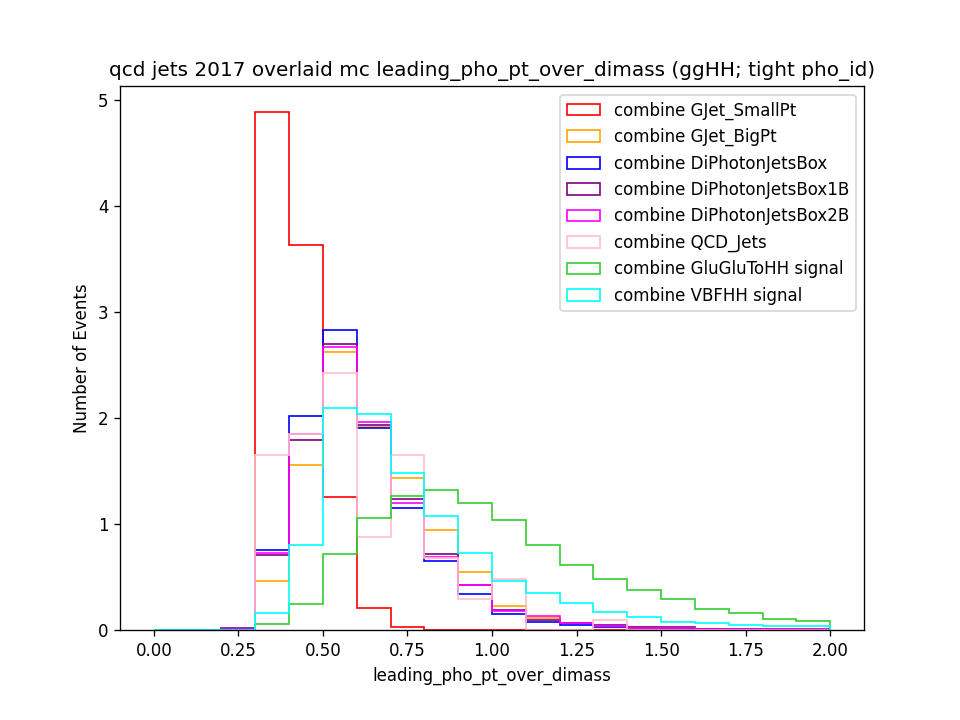 qcd jets 2017 overlaid mc leading_pho_pt_over_dimass (ggHH; tight pho_id)
combine GJet_SmallPt
combine GJet_BigPt
combine DiPhotonJetsBox
combine DiPhotonJetsBox1B
combine DiPhotonJetsBox2B
combine QCD_Jets
combine GluGluToHH signal
combine VBFHH signal
Number of Events
5
4
3
2
1
0
0.00 0.25 0.50 0.75 1.00 1.25 1.50 1.75 2.00
leading_pho_pt_over_dimass